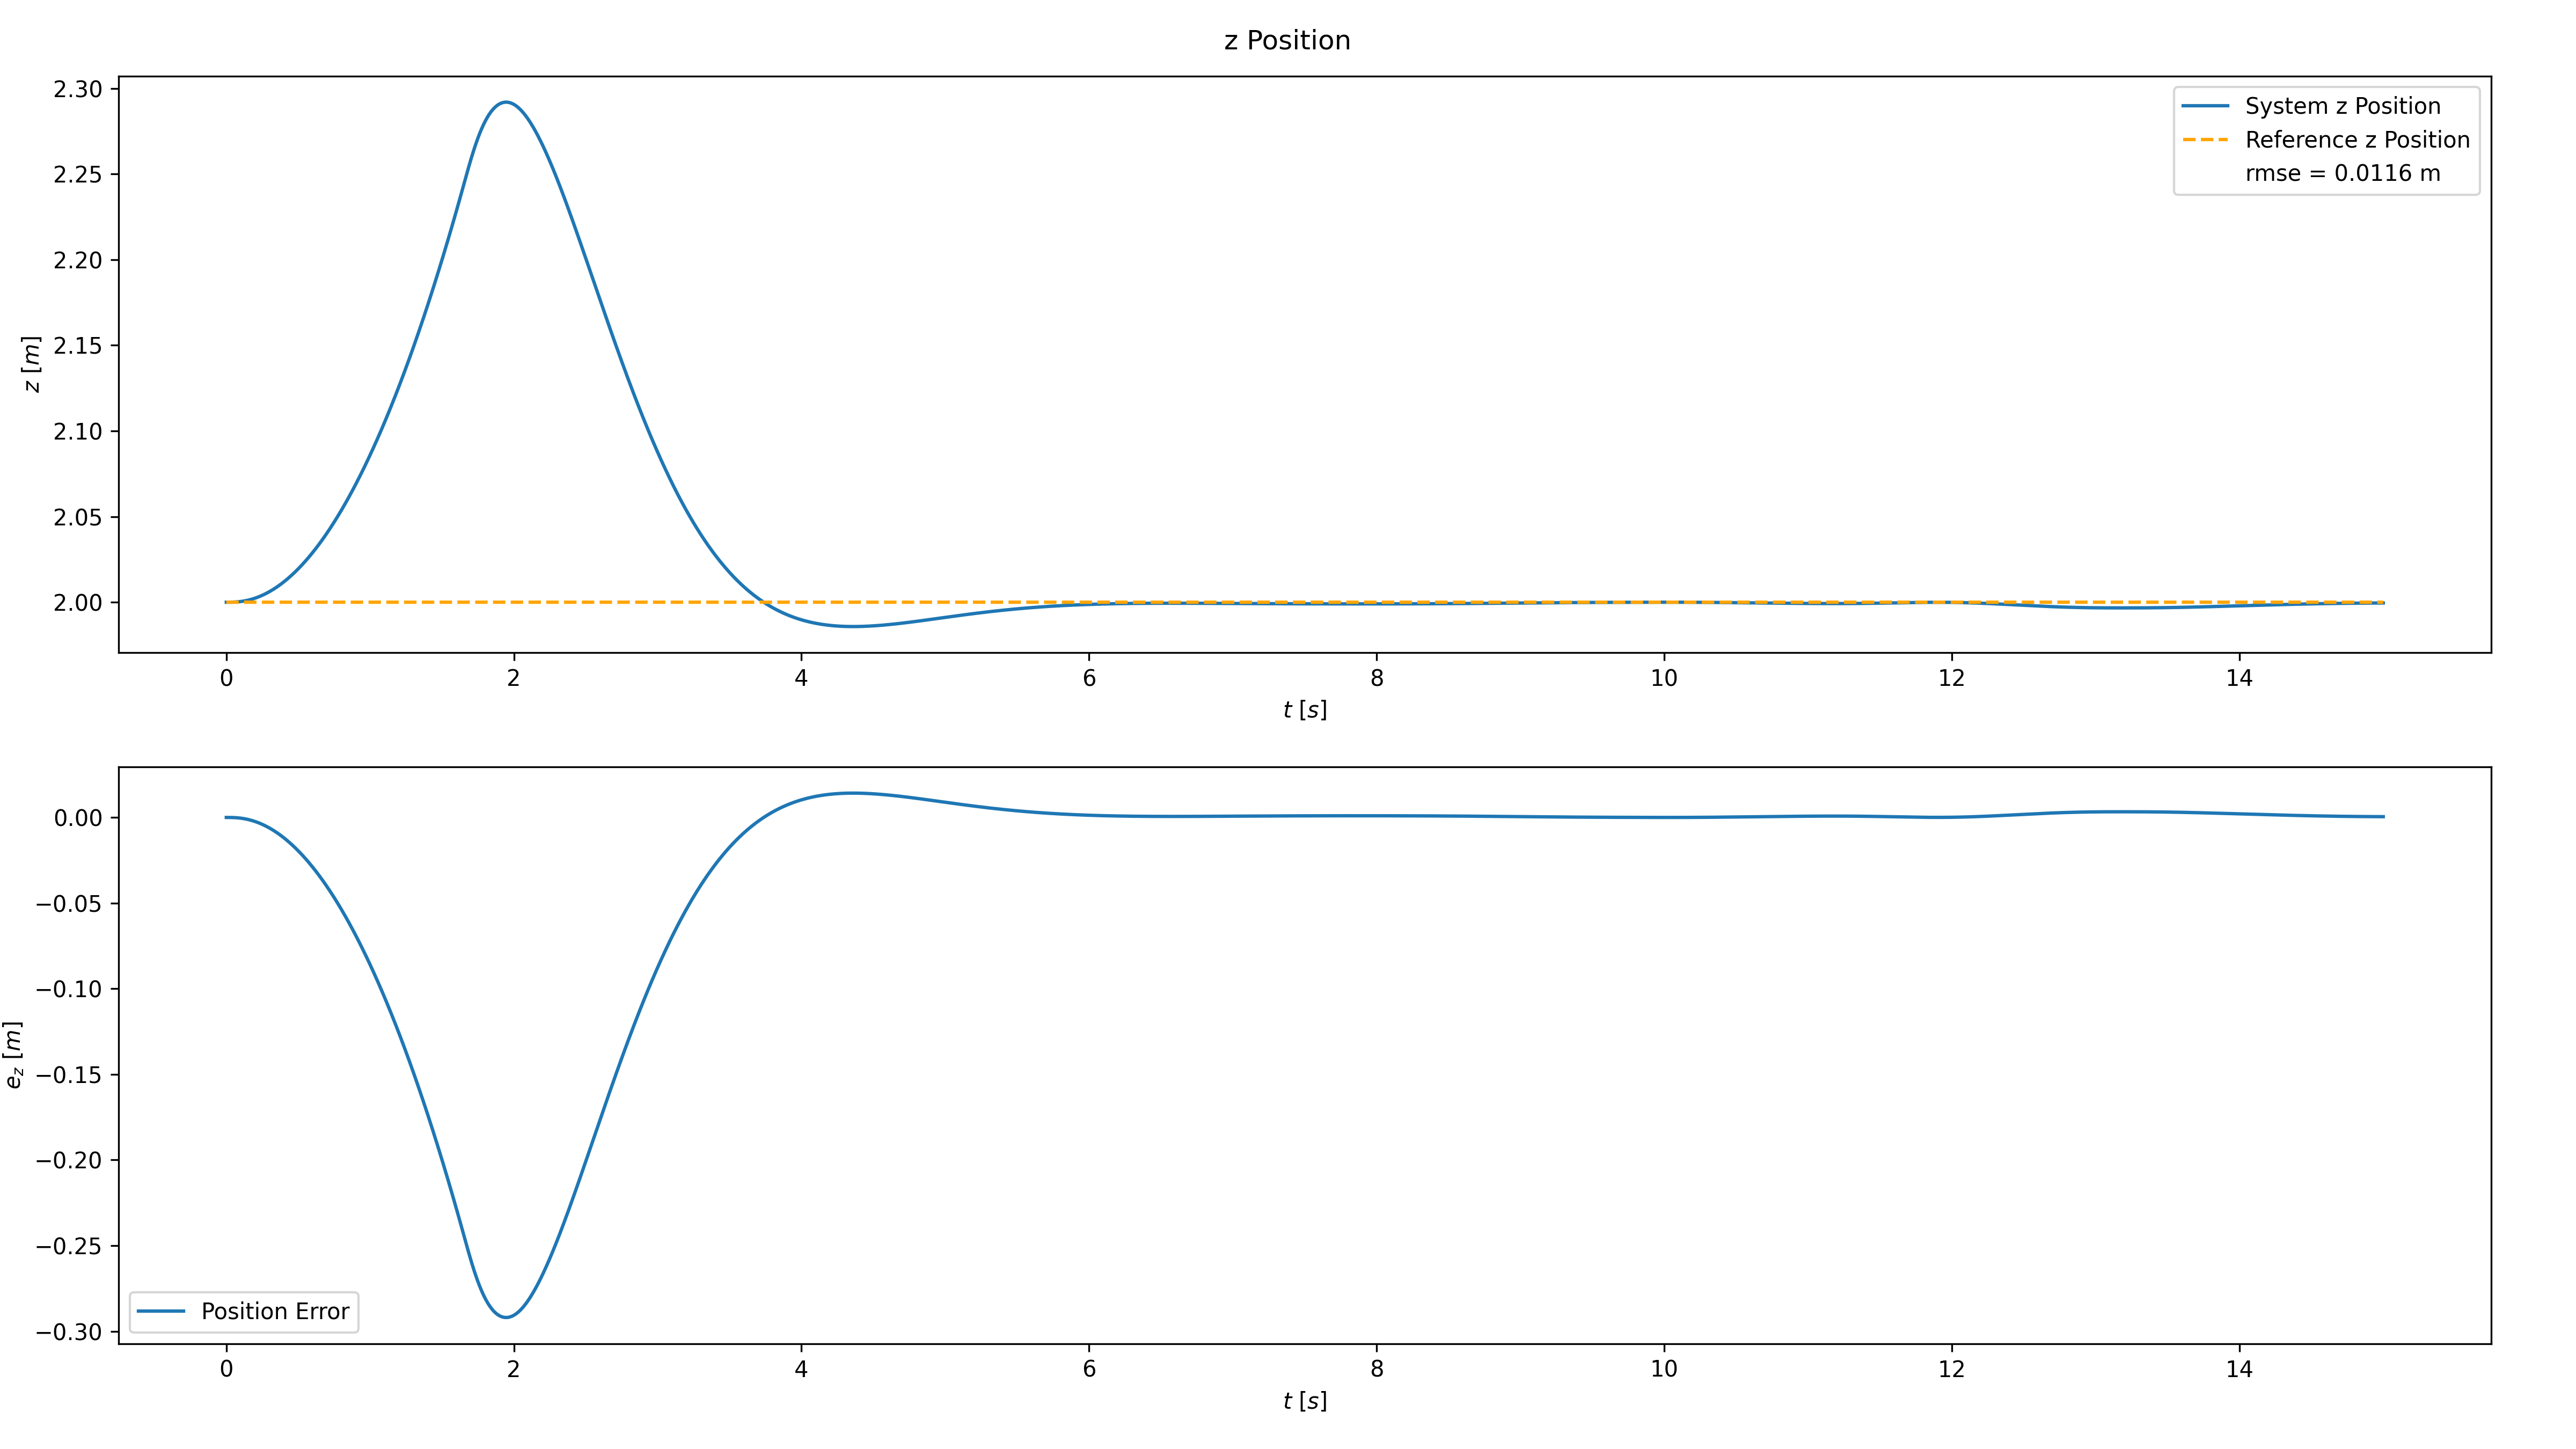 z Position
2.30
2.25
2.20
2.15
2.10
2.05
2.00
z [m]
System z Position
Reference z Position
rmse = 0.0116 m
0 2 4 6 8 10 12 14
t [s]
0.00
−0.05
−0.10
−0.15
−0.20
−0.25
−0.30
e_z [m]
Position Error
0 2 4 6 8 10 12 14
t [s]